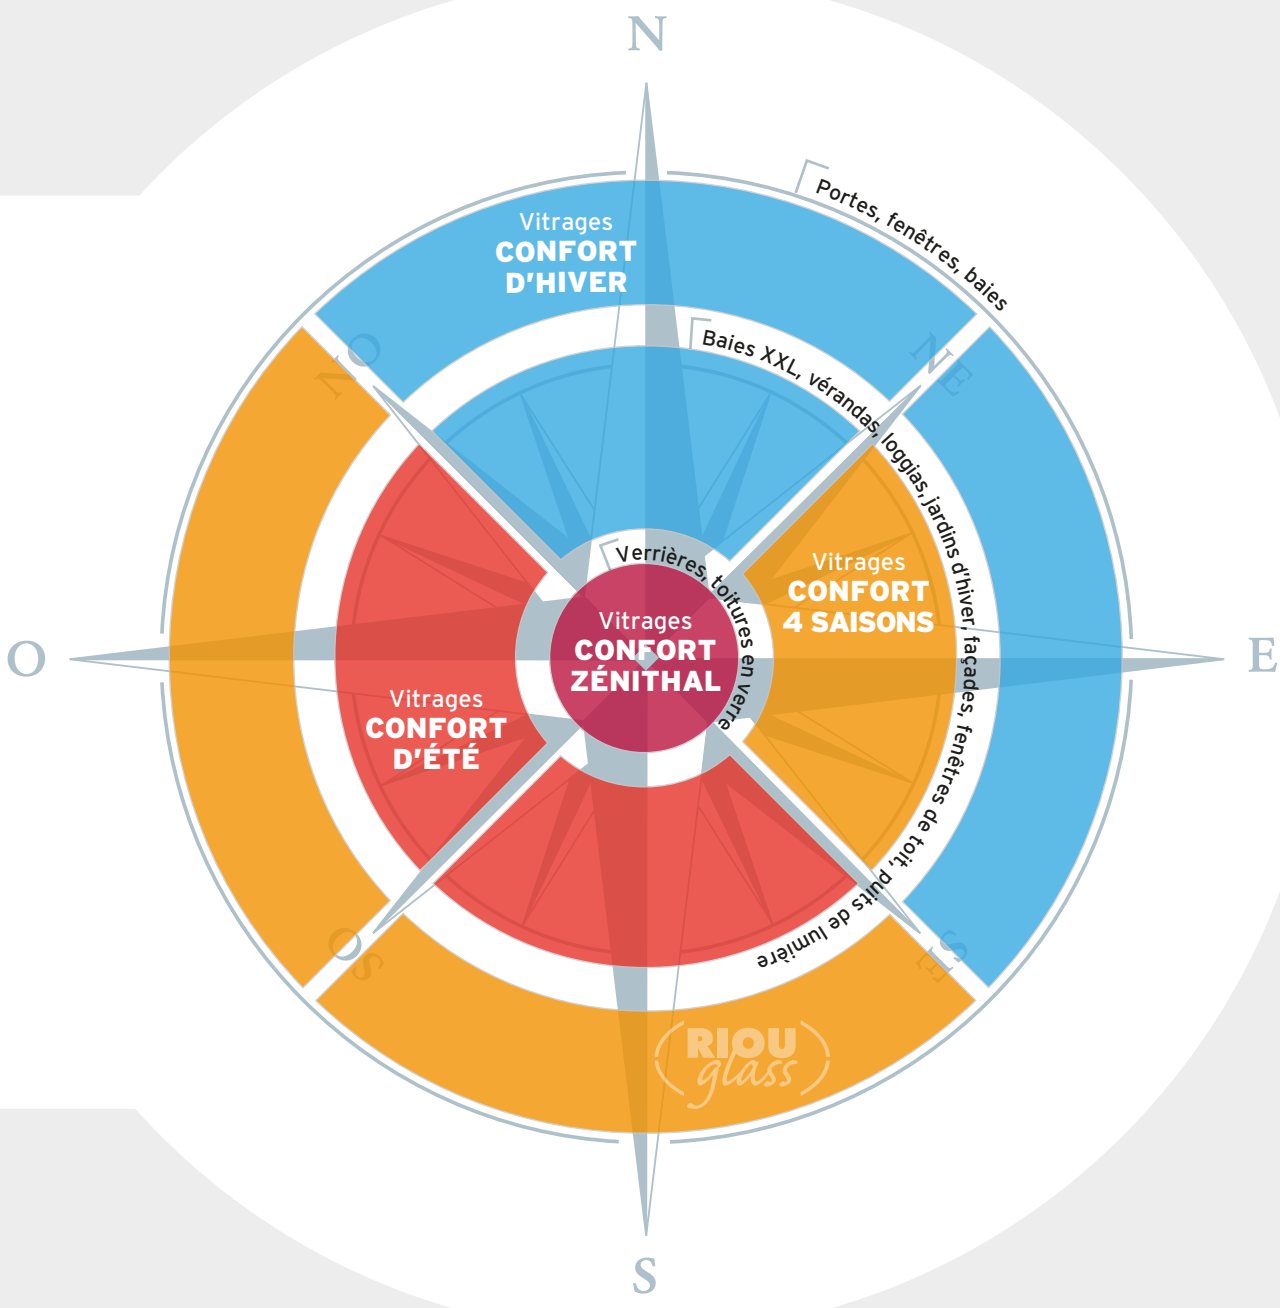 N
Portes, fenêtres, baies
Vitrages
CONFORT
D'HIVER
Baies XXL, vérandas, loggias, jardins d'hiver, façades, fenêtres de toit, puits de lumière
NO
NE
Verrières, toitures en verre
Vitrages
CONFORT
4 SAISONS
Vitrages
CONFORT
ZÉNITHAL
O
E
Vitrages
CONFORT
D'ÉTÉ
SO
SE
RIOU
glass
S